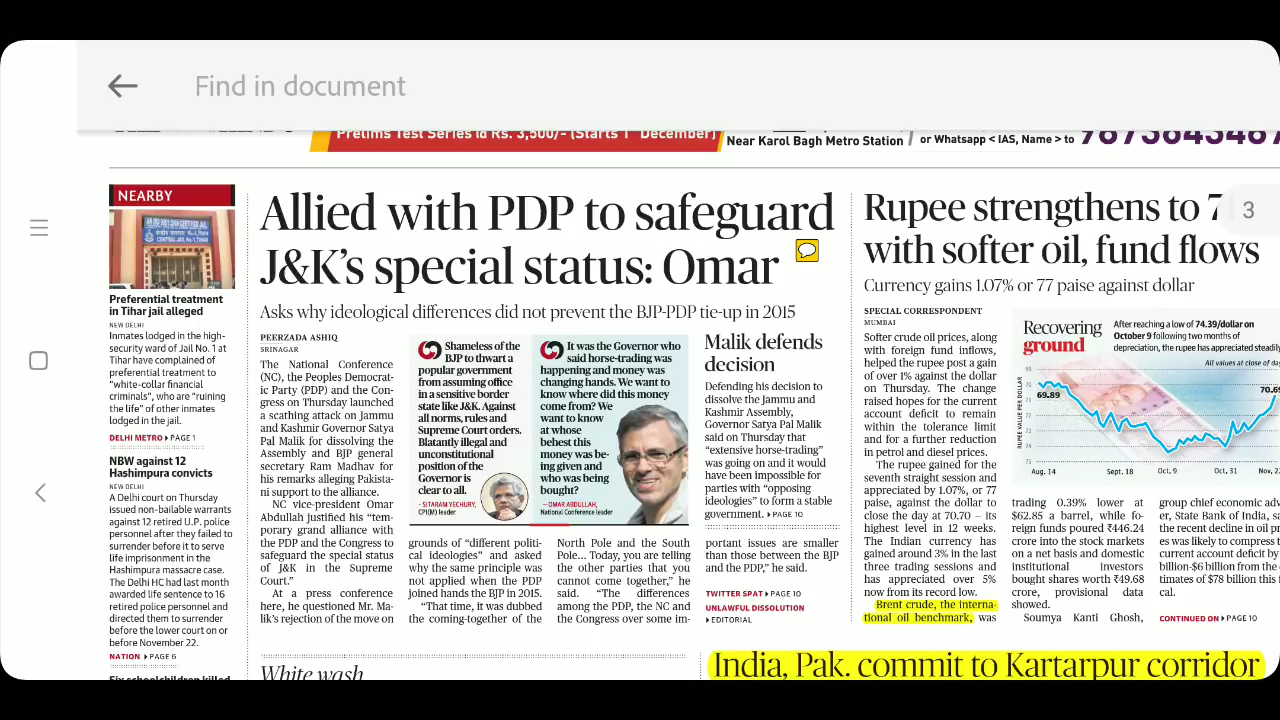 Find in document
Prelims Test Series @ Rs. 3,500/- (Starts 1 December)
Near Karol Bagh Metro Station
or Whatsapp < IAS, Name > to
3
NEARBY
Preferential treatment
in Tihar jail alleged
NEW DELHI
Inmates lodged in the high-
security ward of Jail No. 1 at
Tihar have complained of
preferential treatment to
“white-collar financial
criminals”, who are “ruining
the life” of other inmates
lodged in the jail.
DELHI METRO PAGE 1
NBW against 12
Hashimpura convicts
NEW DELHI
A Delhi court on Thursday
issued non-bailable warrants
against 12 retired U.P. police
personnel after they failed to
surrender before it to serve
life imprisonment in the
Hashimpura massacre case.
The Delhi HC had last month
awarded life sentence to 16
retired police personnel and
directed them to surrender
before the lower court on or
before November 22.
NATION PAGE 6
Six schoolchildren killed
Allied with PDP to safeguard
J&K’s special status: Omar
Asks why ideological differences did not prevent the BJP-PDP tie-up in 2015
PEERZADA ASHIQ
SRINAGAR
The National Conference
(NC), the Peoples Democrat-
ic Party (PDP) and the Con-
gress on Thursday launched
a scathing attack on Jammu
and Kashmir Governor Satya
Pal Malik for dissolving the
Assembly and BJP general
secretary Ram Madhav for
his remarks alleging Pakista-
ni support to the alliance.
NC vice-president Omar
Abdullah justified his “tem-
porary grand alliance with
the PDP and the Congress to
safeguard the special status
of J&K in the Supreme
Court.”
At a press conference
here, he questioned Mr. Ma-
lik’s rejection of the move on
Shameless of the
BJP to thwart a
popular government
from assuming office
in a sensitive border
state like J&K. Against
all norms, rules and
Supreme Court orders.
Blatantly illegal and
unconstitutional
position of the
Governor is
clear to all.
- SITARAM YECHURY,
CPI(M) leader
It was the Governor who
said horse-trading was
happening and money was
changing hands. We want to
know where did this money
come from? We
want to know
at whose
behest this
money was be-
ing given and
who was being
bought?
- OMAR ABDULLAH,
National Conference leader
grounds of “different politi-
cal ideologies” and asked
why the same principle was
not applied when the PDP
joined hands the BJP in 2015.
“That time, it was dubbed
the coming-together of the
North Pole and the South
Pole... Today, you are telling
the other parties that you
cannot come together,” he
said. “The differences
among the PDP, the NC and
the Congress over some im-
Malik defends
decision
Defending his decision to
dissolve the Jammu and
Kashmir Assembly,
Governor Satya Pal Malik
said on Thursday that
“extensive horse-trading”
was going on and it would
have been impossible for
parties with “opposing
ideologies” to form a stable
government. PAGE 10
portant issues are smaller
than those between the BJP
and the PDP,” he said.
TWITTER SPAT PAGE 10
UNLAWFUL DISSOLUTION
EDITORIAL
Rupee strengthens to 7
with softer oil, fund flows
Currency gains 1.07% or 77 paise against dollar
SPECIAL CORRESPONDENT
MUMBAI
Softer crude oil prices, along
with foreign fund inflows,
helped the rupee post a gain
of over 1% against the dollar
on Thursday. The change
raised hopes for the current
account deficit to remain
within the tolerance limit
and for a further reduction
in petrol and diesel prices.
The rupee gained for the
seventh straight session and
appreciated by 1.07%, or 77
paise, against the dollar to
close the day at 70.70 — its
highest level in 12 weeks.
The Indian currency has
gained around 3% in the last
three trading sessions and
has appreciated over 5%
now from its record low.
Brent crude, the interna-
tional oil benchmark, was
Recovering
ground
After reaching a low of 74.39/dollar on
October 9 following two months of
depreciation, the rupee has appreciated steadily
All values at close of day
RUPEE VALUE PER DOLLAR
69.89
70.69
Aug. 14 Sept. 18 Oct, 9 Oct, 31 Nov, 2
trading 0.39% lower at
$62.85 a barrel, while fo-
reign funds poured ₹446.24
crore into the stock markets
on a net basis and domestic
institutional investors
bought shares worth ₹49.68
crore, provisional data
showed.
Soumya Kanti Ghosh,
group chief economic ad
er, State Bank of India, sa
the recent decline in oil p
es was likely to compress t
current account deficit by
billion-$6 billion from the
timates of $78 billion this f
cal.
CONTINUED ON PAGE 10
White wash
India, Pak. commit to Kartarpur corridor